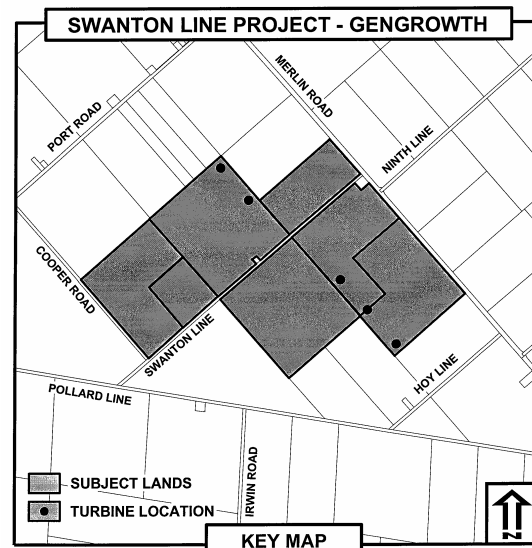 SWANTON LINE PROJECT - GENGROWTH
MERLIN ROAD
PORT ROAD
NINTH LINE
COOPER ROAD
SWANTON LINE
HOY LINE
POLLARD LINE
IRWIN ROAD
SUBJECT LANDS
TURBINE LOCATION
KEY MAP
N